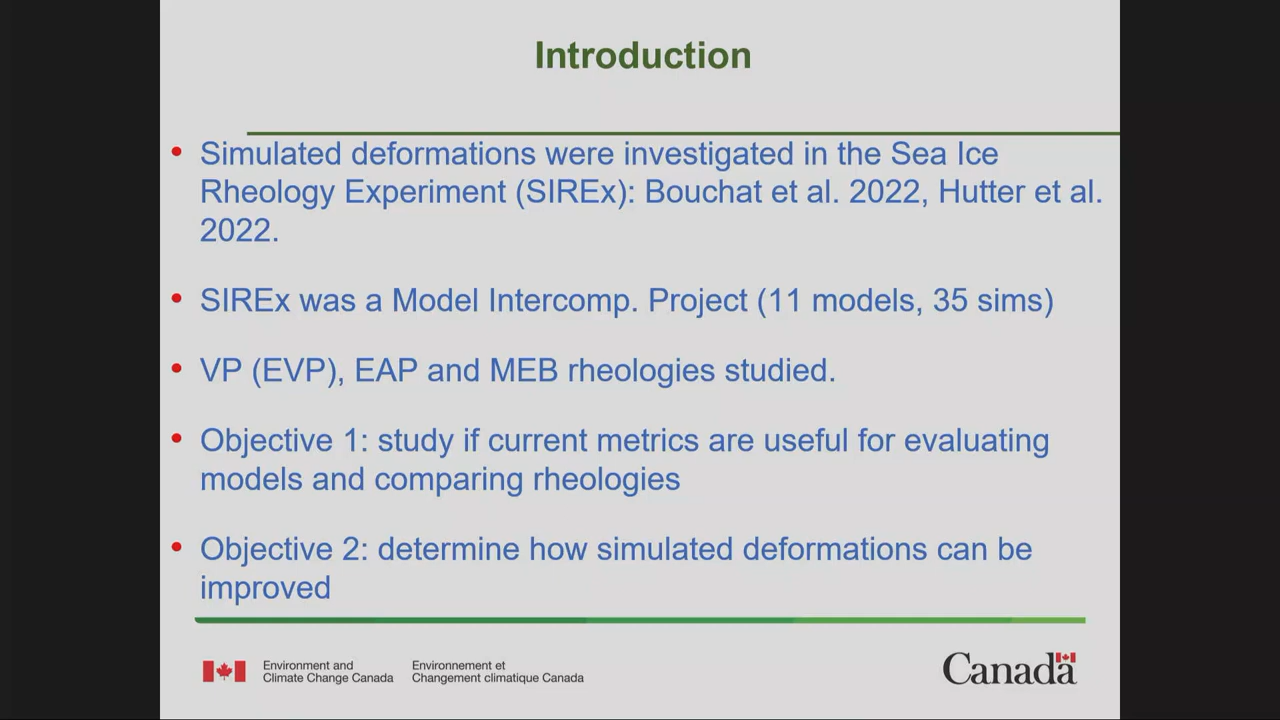 Introduction
• Simulated deformations were investigated in the Sea Ice
Rheology Experiment (SIREx): Bouchat et al. 2022, Hutter et al.
2022.
• SIREx was a Model Intercomp. Project (11 models, 35 sims)
• VP (EVP), EAP and MEB rheologies studied.
• Objective 1: study if current metrics are useful for evaluating
models and comparing rheologies
• Objective 2: determine how simulated deformations can be
improved
Environment and
Climate Change Canada
Environnement et
Changement climatique Canada
Canada